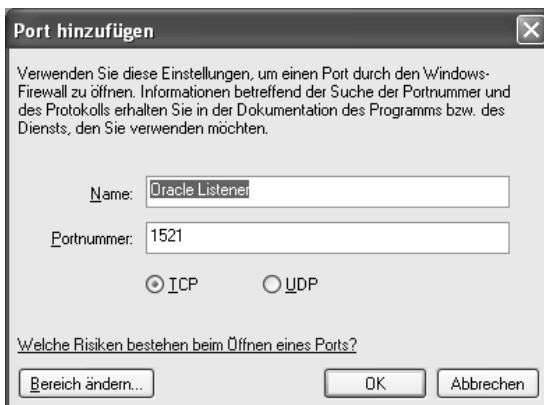 Port hinzufügen
Verwenden Sie diese Einstellungen, um einen Port durch den Windows-
Firewall zu öffnen. Informationen betreffend der Suche der Portnummer und
des Protokolls erhalten Sie in der Dokumentation des Programms bzw. des
Diensts, den Sie verwenden möchten.
Name: Oracle Listener
Portnummer: 1521
TCP UDP
Welche Risiken bestehen beim Öffnen eines Ports?
Bereich ändern... OK Abbrechen